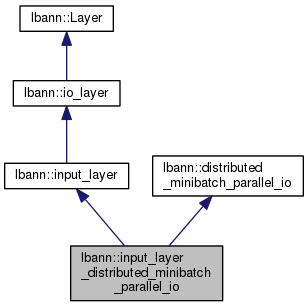 lbann::Layer
lbann::io_layer
lbann::input_layer
lbann::distributed
_minibatch_parallel_io
lbann::input_layer
_distributed_minibatch
_parallel_io